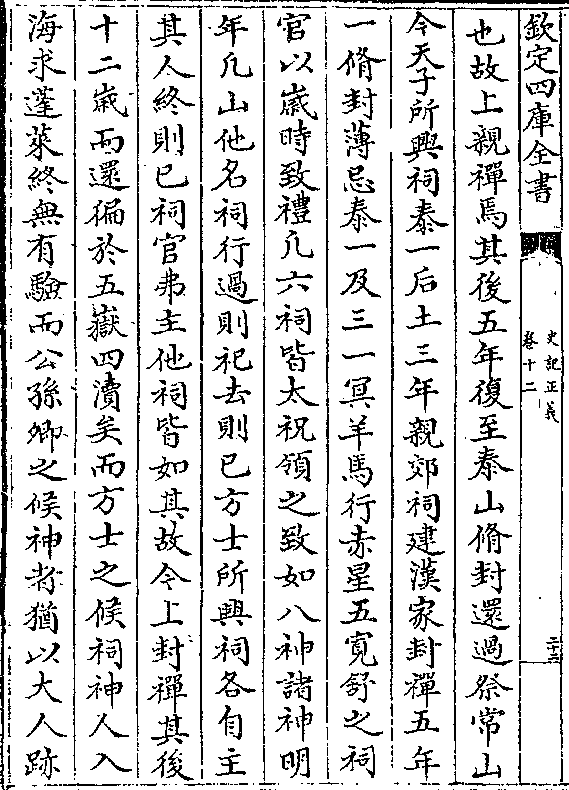 欽定四庫全書
史記正義
卷十二
二十三
也故上親禪焉其後五年復至泰山脩封還過祭常山
今天子所興祠泰一后土三年親郊祠建漢家封禪五年
一脩封薄忌泰一及三一冥羊馬行赤星五寛舒之祠
官以歲時致禮凡六祠皆太祝領之致如八神諸神明
年凡山他名祠行過則祀去則已方士所興祠各自主
其人終則已祠官弗主他祠皆如其故今上封禪其後
十二歲而還徧於五嶽四瀆矣而方士之候祠神人入
海求蓬萊終無有驗而公孫卿之候神者猶以大人跡